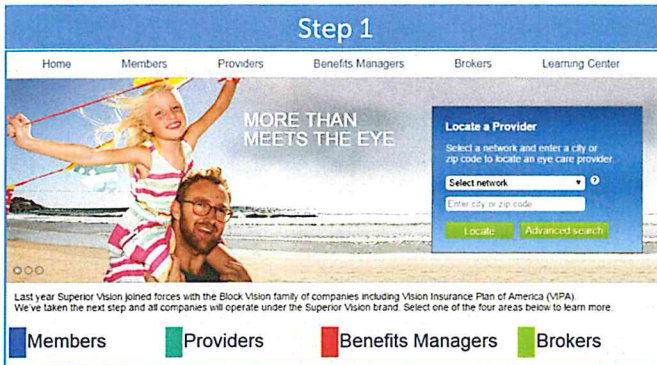 Step 1
Home Members Providers Benefits Managers Brokers Learning Center
MORE THAN
MEETS THE EYE
Locate a Provider
Select a network and enter a city or
zip code to locate an eye care provider.
Select network
?
Enter city or zip code
Locate Advanced search
Last year Superior Vision joined forces with the Block Vision family of companies including Vision Insurance Plan of America (VIPA).
We've taken the next step and all companies will operate under the Superior Vision brand. Select one of the four areas below to learn more.
Members Providers Benefits Managers Brokers